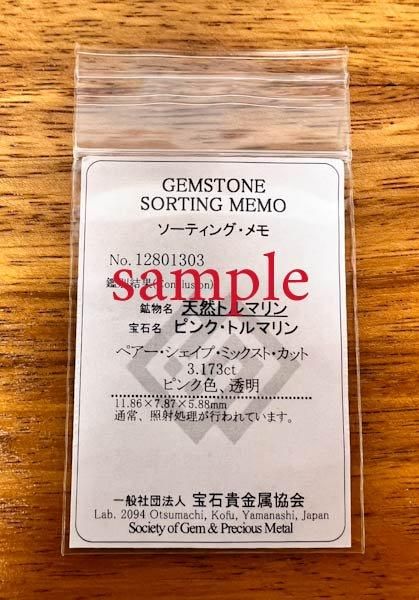 GEMSTONE
SORTING MEMO
ソーティング・メモ
No. 12801303
鑑別結果(Conclusion)
sample
鉱物名 天然トルマリン
宝石名 ピンク・トルマリン
ペアー・シェイプ・ミックスト・カット
3.173ct
ピンク色、透明
11.86×7.87×5.88mm
通常、照射処理が行われています。
一般社団法人 宝石貴金属協会
Lab. 2094 Otsumachi, Kofu, Yamanashi, Japan
Society of Gem & Precious Metal